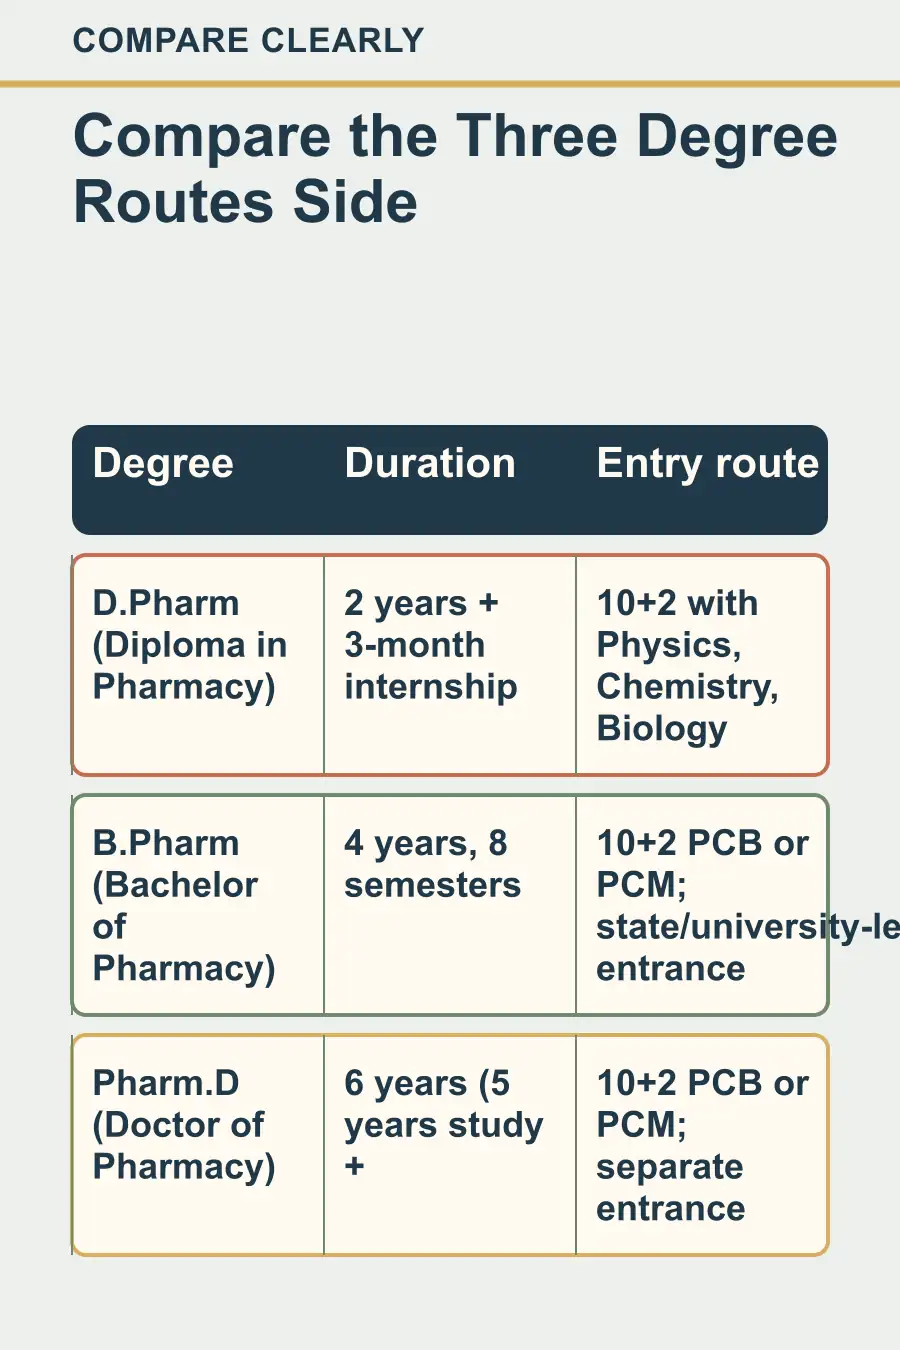 COMPARE CLEARLY
Compare the Three Degree
Routes Side
Degree
Duration
Entry route
D.Pharm
(Diploma in
Pharmacy)
2 years +
3-month
internship
10+2 with
Physics,
Chemistry,
Biology
B.Pharm
(Bachelor
of
Pharmacy)
4 years, 8
semesters
10+2 PCB or
PCM;
state/university-le
entrance
Pharm.D
(Doctor of
Pharmacy)
6 years (5
years study
+
10+2 PCB or
PCM;
separate
entrance